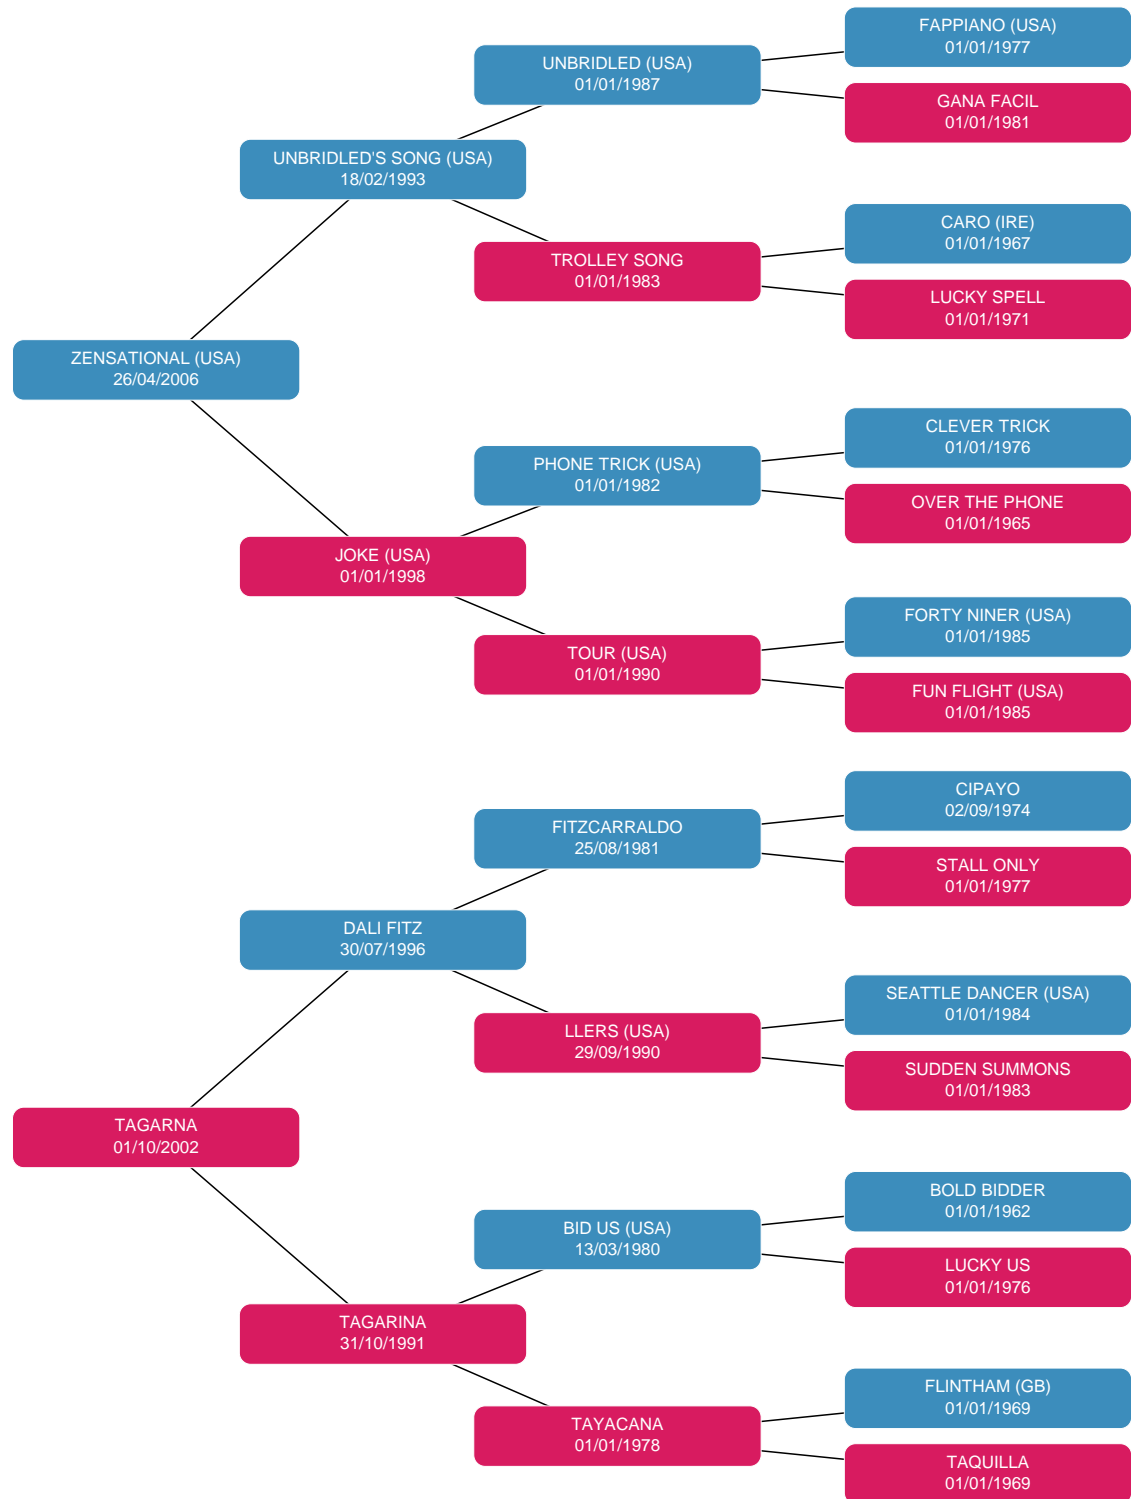 FAPPIANO (USA)
01/01/1977
UNBRIDLED (USA)
01/01/1987
GANA FACIL
01/01/1981
UNBRIDLED'S SONG (USA)
18/02/1993
CARO (IRE)
01/01/1967
TROLLEY SONG
01/01/1983
LUCKY SPELL
01/01/1971
ZENSATIONAL (USA)
26/04/2006
CLEVER TRICK
01/01/1976
PHONE TRICK (USA)
01/01/1982
OVER THE PHONE
01/01/1965
JOKE (USA)
01/01/1998
FORTY NINER (USA)
01/01/1985
TOUR (USA)
01/01/1990
FUN FLIGHT (USA)
01/01/1985
CIPAYO
02/09/1974
FITZCARRALDO
25/08/1981
STALL ONLY
01/01/1977
DALI FITZ
30/07/1996
SEATTLE DANCER (USA)
01/01/1984
LLERS (USA)
29/09/1990
SUDDEN SUMMONS
01/01/1983
TAGARNA
01/10/2002
BOLD BIDDER
01/01/1962
BID US (USA)
13/03/1980
LUCKY US
01/01/1976
TAGARINA
31/10/1991
FLINTHAM (GB)
01/01/1969
TAYACANA
01/01/1978
TAQUILLA
01/01/1969